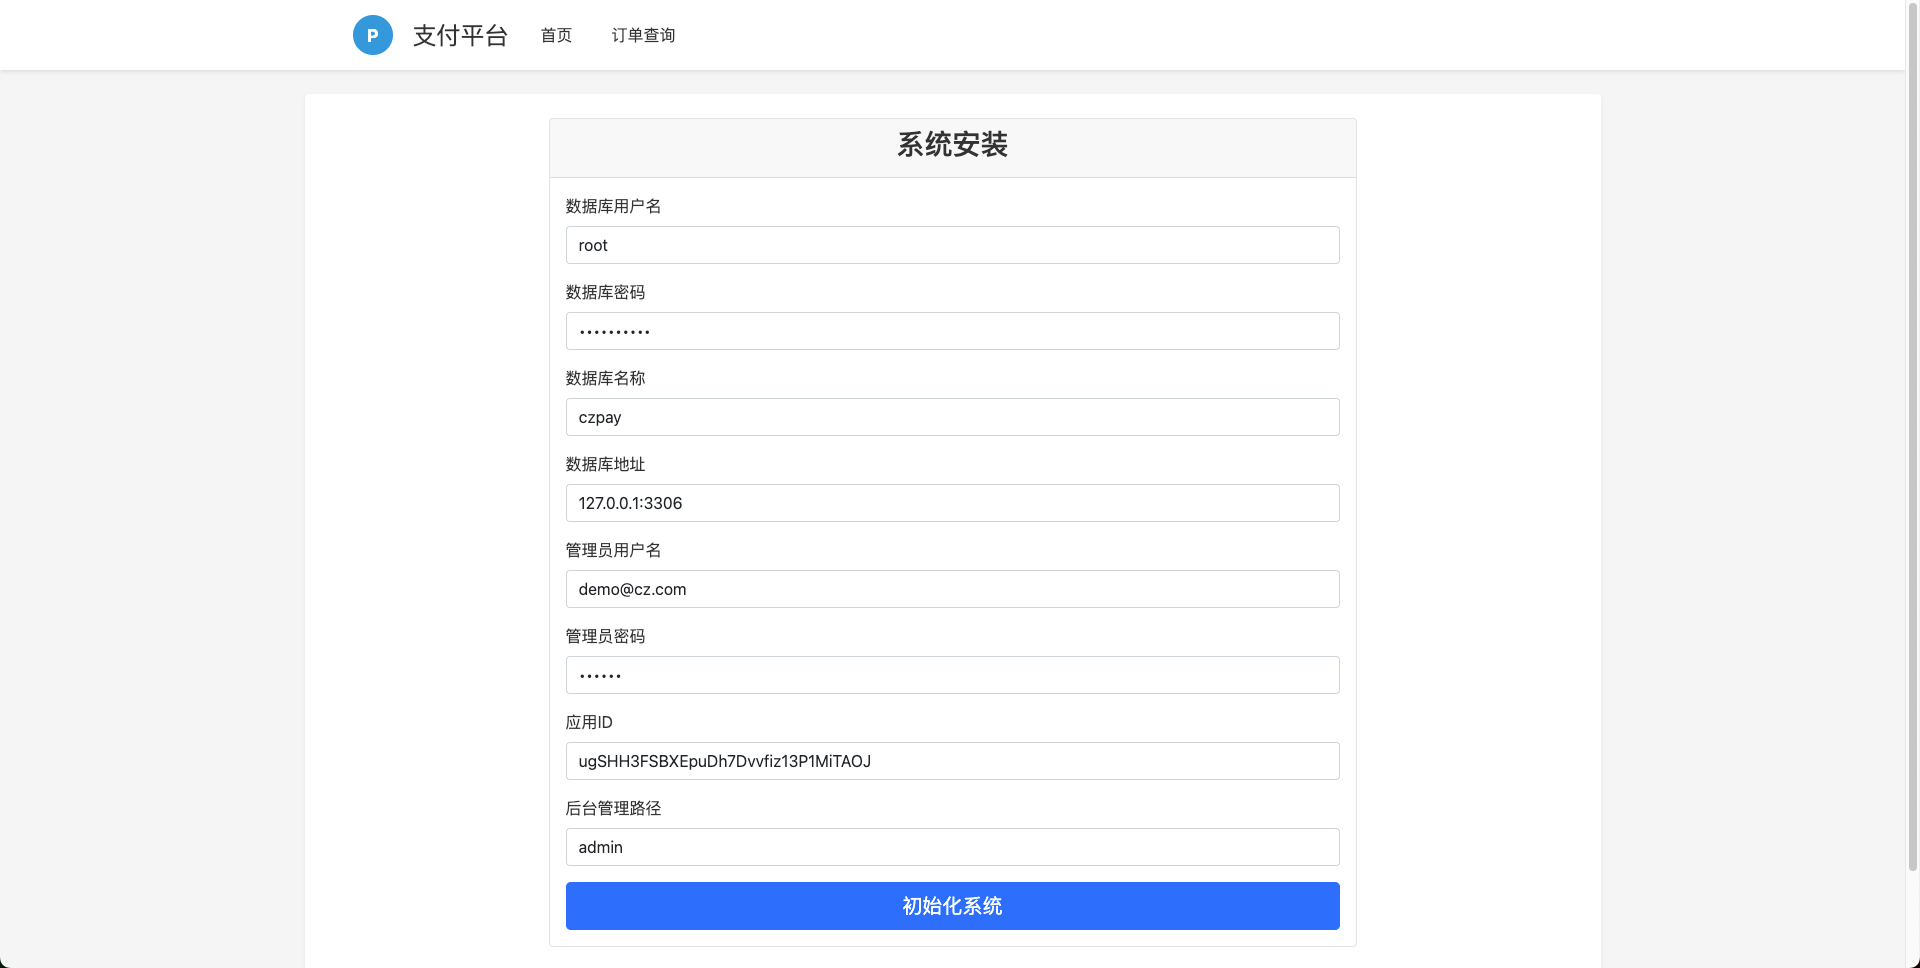 P 支付平台 首页 订单查询
系统安装
数据库用户名
root
数据库密码
••••••••••
数据库名称
czpay
数据库地址
127.0.0.1:3306
管理员用户名
demo@cz.com
管理员密码
••••••
应用ID
ugSHH3FSBXEpuDh7Dvvfiz13P1MiTAOJ
后台管理路径
admin
初始化系统